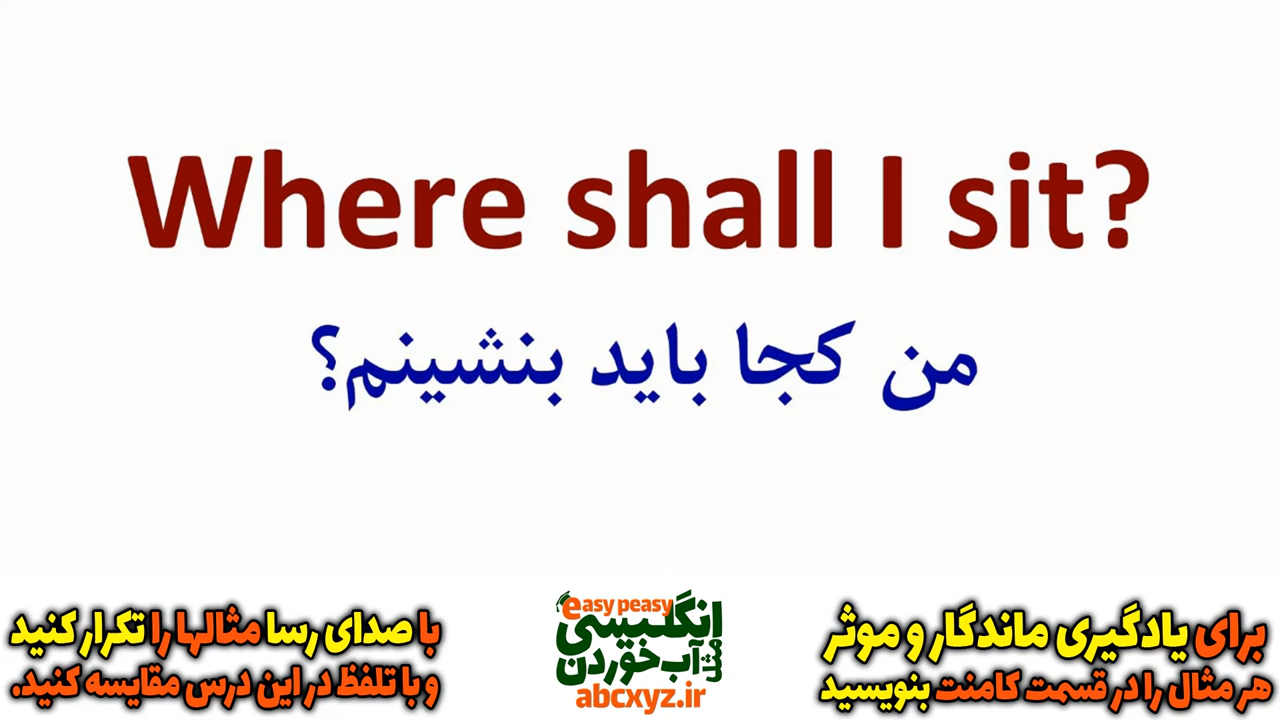 Where shall I sit?
من کجا باید بنشینم؟
برای یادگیری ماندگار و موثر
هر مثال را در قسمت کامنت بنویسید
easy peasy
انگلیسی
مثل آب خوردن
abcxyz.ir
با صدای رسا مثالها را تکرار کنید
و با تلفظ در این درس مقایسه کنید.